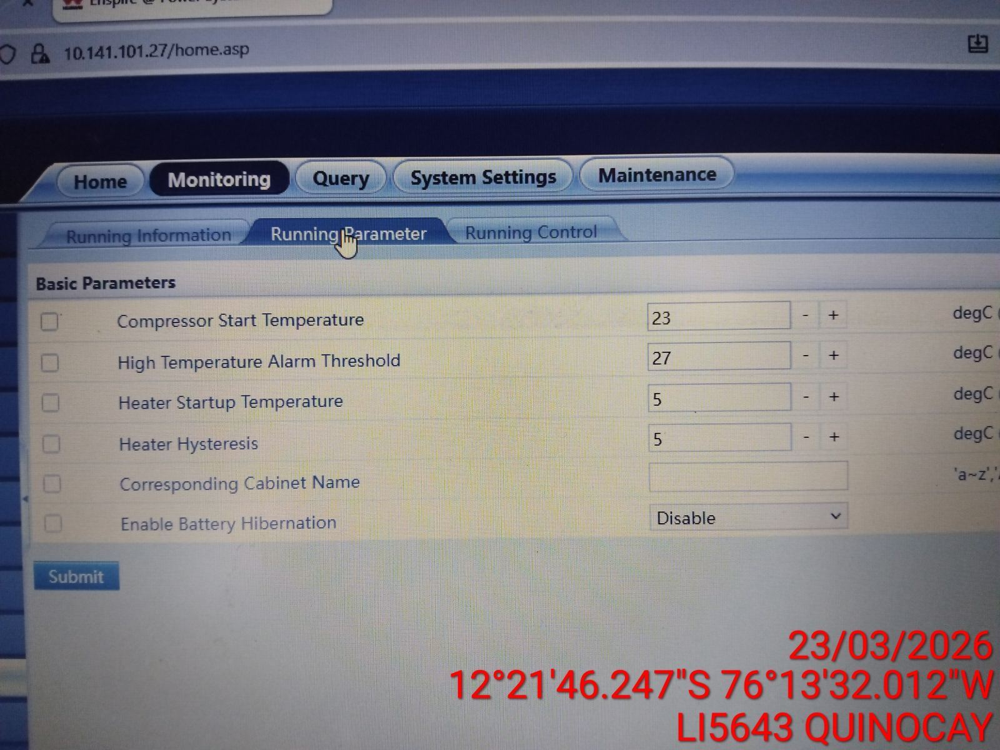 10.141.101.27/home.asp
Home Monitoring Query System Settings Maintenance
Running Information Running Parameter Running Control
Basic Parameters
Compressor Start Temperature 23 - + degC
High Temperature Alarm Threshold 27 - + degC
Heater Startup Temperature 5 - + degC
Heater Hysteresis 5 - + degC
Corresponding Cabinet Name 'a~z','
Enable Battery Hibernation Disable
Submit
23/03/2026
12°21'46.247"S 76°13'32.012"W
LI5643 QUINOCAY